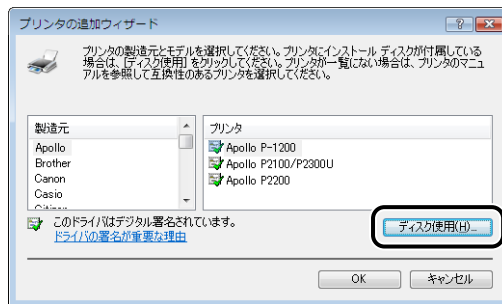 プリンタの追加ウィザード
プリンタの製造元とモデルを選択してください。プリンタにインストール ディスクが付属している
場合は、[ディスク使用] をクリックしてください。プリンタが一覧にない場合は、プリンタのマニュ
アルを参照して互換性のあるプリンタを選択してください。
製造元
プリンタ
Apollo
Apollo P-1200
Brother
Apollo P2100/P2300U
Canon
Apollo P2200
Casio
このドライバはデジタル署名されています。
ドライバの署名が重要な理由
ディスク使用(H)...
OK
キャンセル